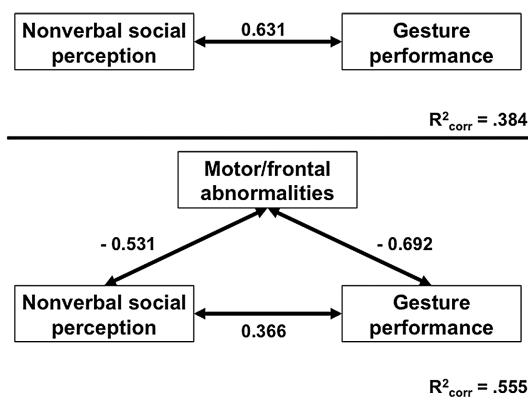 Nonverbal social perception
0.631
Gesture performance
R²corr = .384
Motor/frontal abnormalities
- 0.531
- 0.692
Nonverbal social perception
0.366
Gesture performance
R²corr = .555